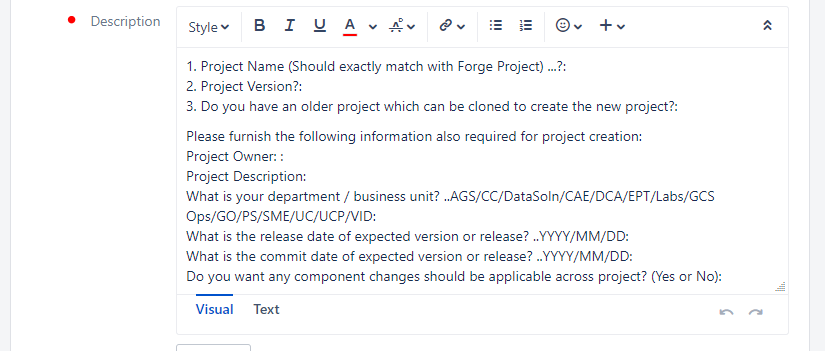 Description
Style B I U A
1. Project Name (Should exactly match with Forge Project) ...?:
2. Project Version?:
3. Do you have an older project which can be cloned to create the new project?:
Please furnish the following information also required for project creation:
Project Owner: :
Project Description:
What is your department / business unit? ..AGS/CC/DataSoln/CAE/DCA/EPT/Labs/GCS
Ops/GO/PS/SME/UC/UCP/VID:
What is the release date of expected version or release? ..YYYY/MM/DD:
What is the commit date of expected version or release? ..YYYY/MM/DD:
Do you want any component changes should be applicable across project? (Yes or No):
Visual Text